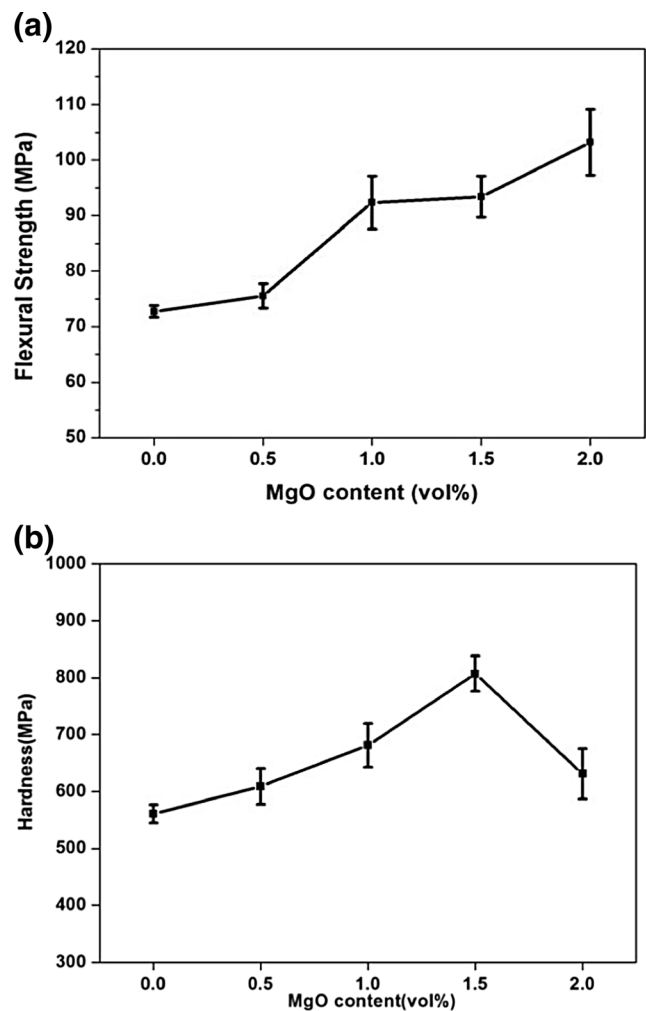 (a)
120
110
100
90
80
70
60
50
Flexural Strength (MPa)
0.0 0.5 1.0 1.5 2.0
MgO content (vol%)
(b)
1000
900
800
700
600
500
400
300
Hardness(MPa)
0.0 0.5 1.0 1.5 2.0
MgO content(vol%)